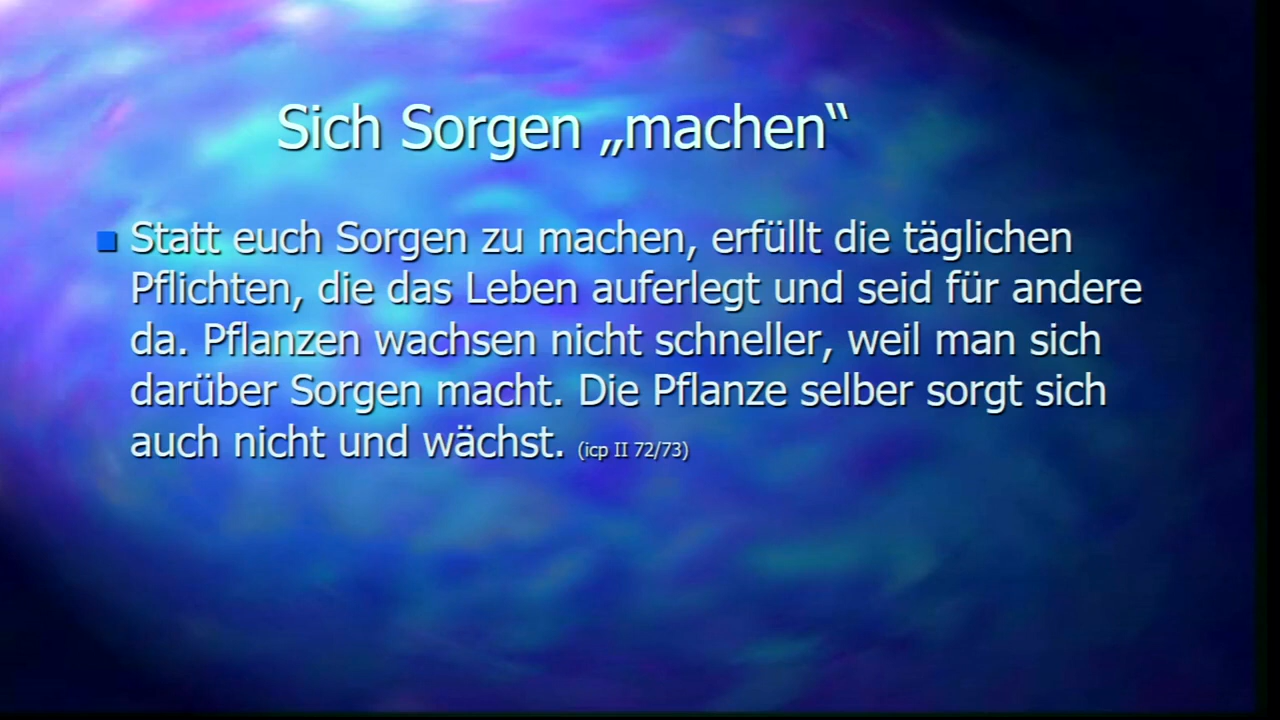 Sich Sorgen „machen“
Statt euch Sorgen zu machen, erfüllt die täglichen
Pflichten, die das Leben auferlegt und seid für andere
da. Pflanzen wachsen nicht schneller, weil man sich
darüber Sorgen macht. Die Pflanze selber sorgt sich
auch nicht und wächst. (icp II 72/73)